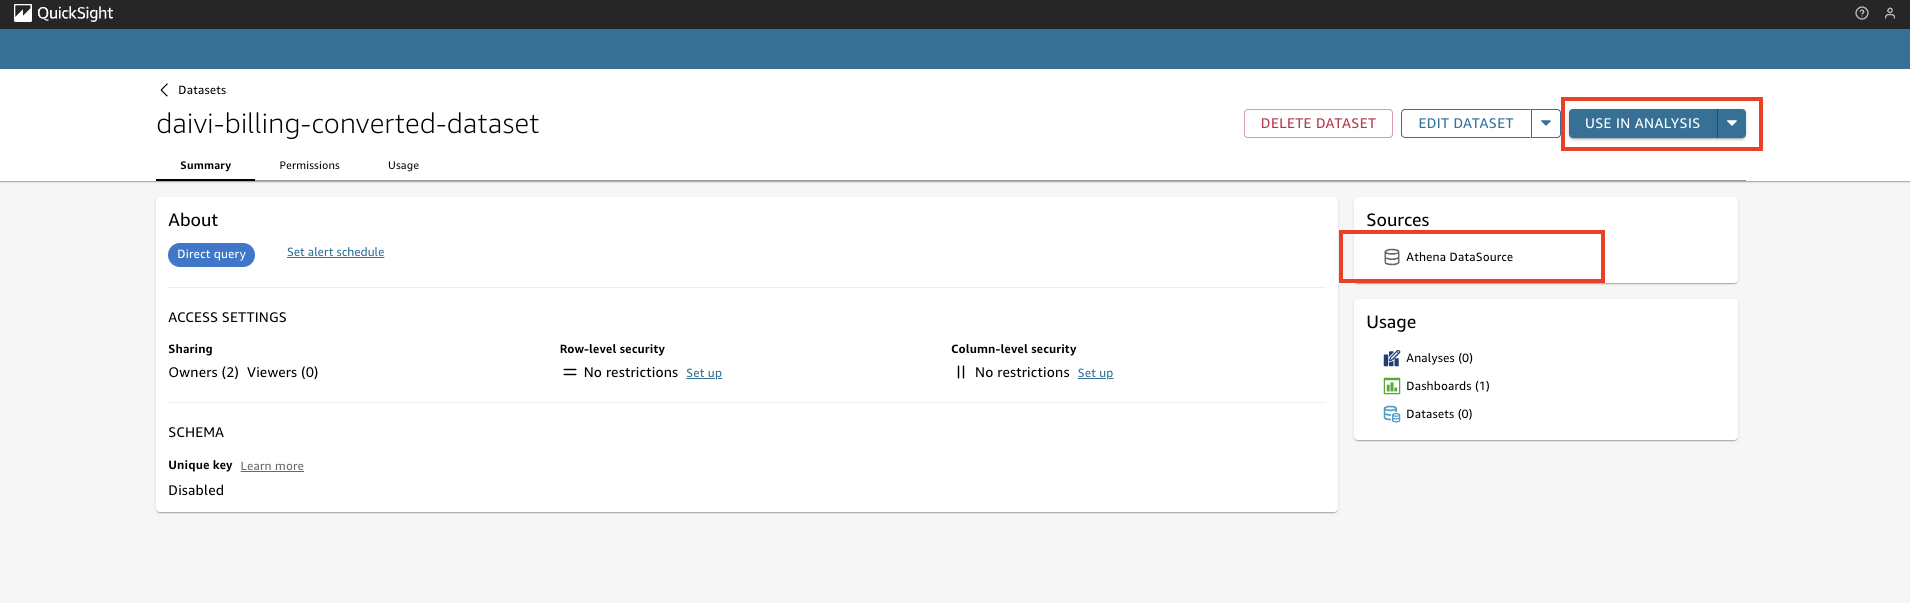 QuickSight
Datasets
daivi-billing-converted-dataset
DELETE DATASET
EDIT DATASET
USE IN ANALYSIS
Summary
Permissions
Usage
About
Direct query
Set alert schedule
ACCESS SETTINGS
Sharing
Owners (2) Viewers (0)
Row-level security
No restrictions Set up
Column-level security
No restrictions Set up
SCHEMA
Unique key Learn more
Disabled
Sources
Athena DataSource
Usage
Analyses (0)
Dashboards (1)
Datasets (0)